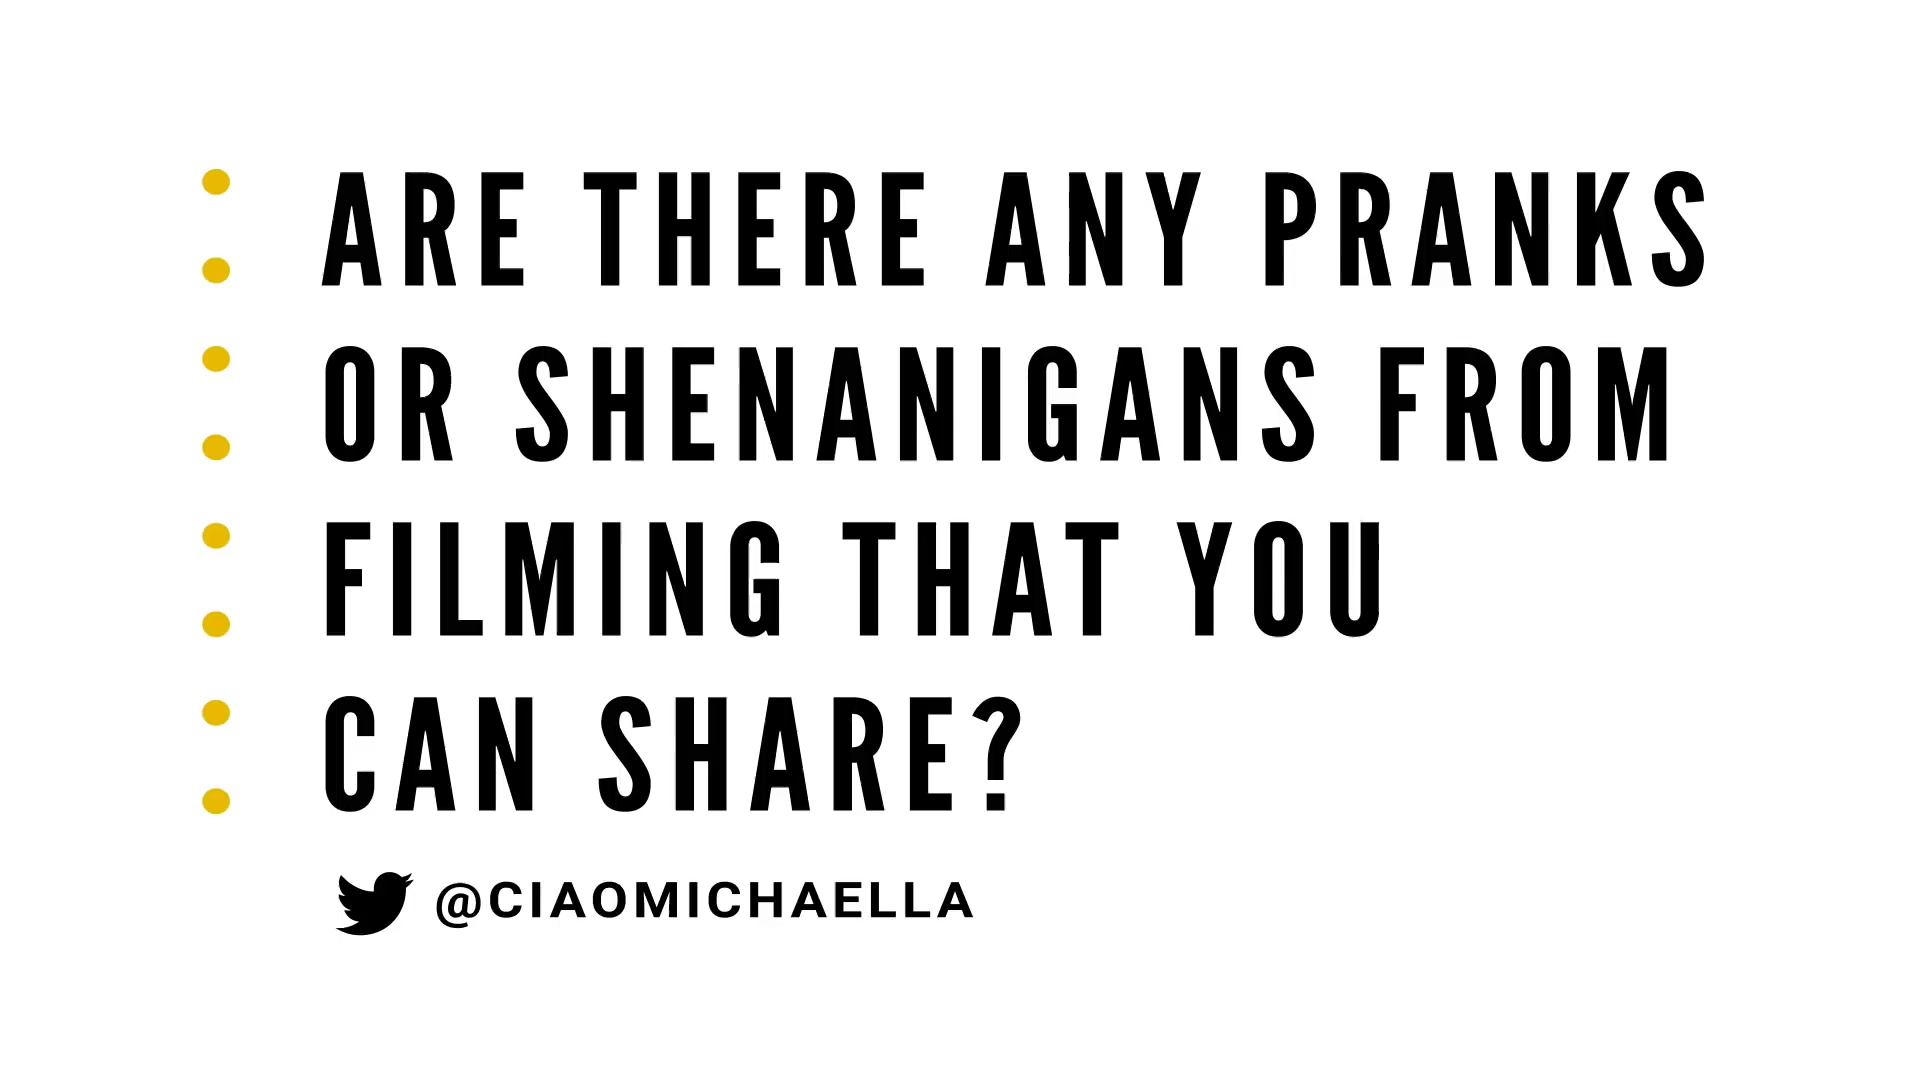 ARE THERE ANY PRANKS
OR SHENANIGANS FROM
FILMING THAT YOU
CAN SHARE?
@CIAOMICHAELLA